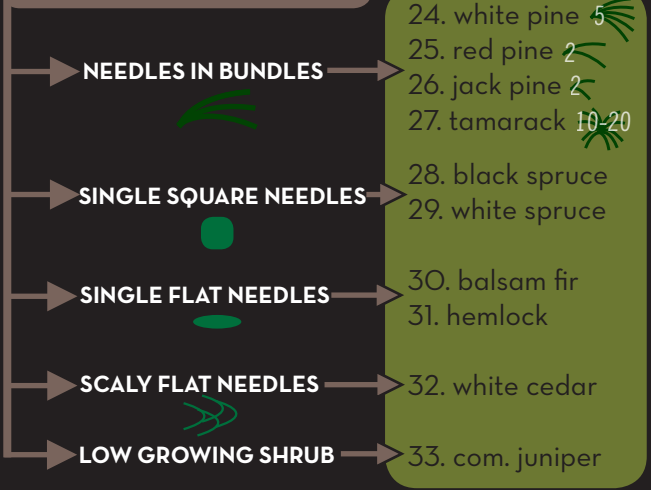 24. white pine 5
25. red pine 2
NEEDLES IN BUNDLES
26. jack pine 2
27. tamarack 10-20
28. black spruce
SINGLE SQUARE NEEDLES
29. white spruce
30. balsam fir
SINGLE FLAT NEEDLES
31. hemlock
SCALY FLAT NEEDLES
32. white cedar
LOW GROWING SHRUB
33. com. juniper